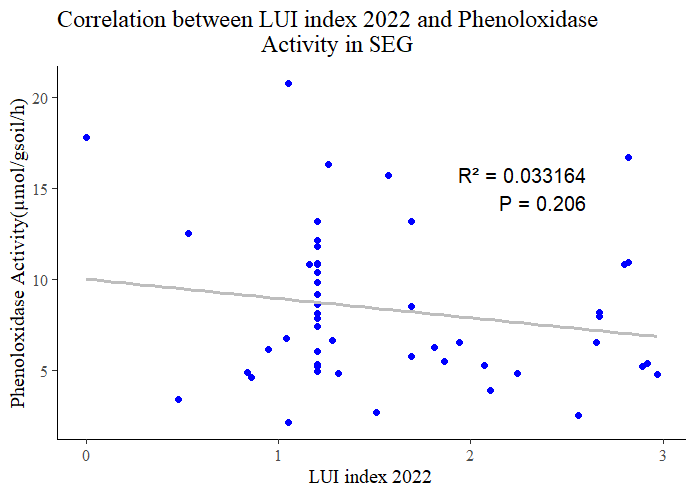 Correlation between LUI index 2022 and Phenoloxidase
Activity in SEG
Phenoloxidase Activity(µmol/gsoil/h)
20
15
10
5
R² = 0.033164
P = 0.206
0
1
2
3
LUI index 2022